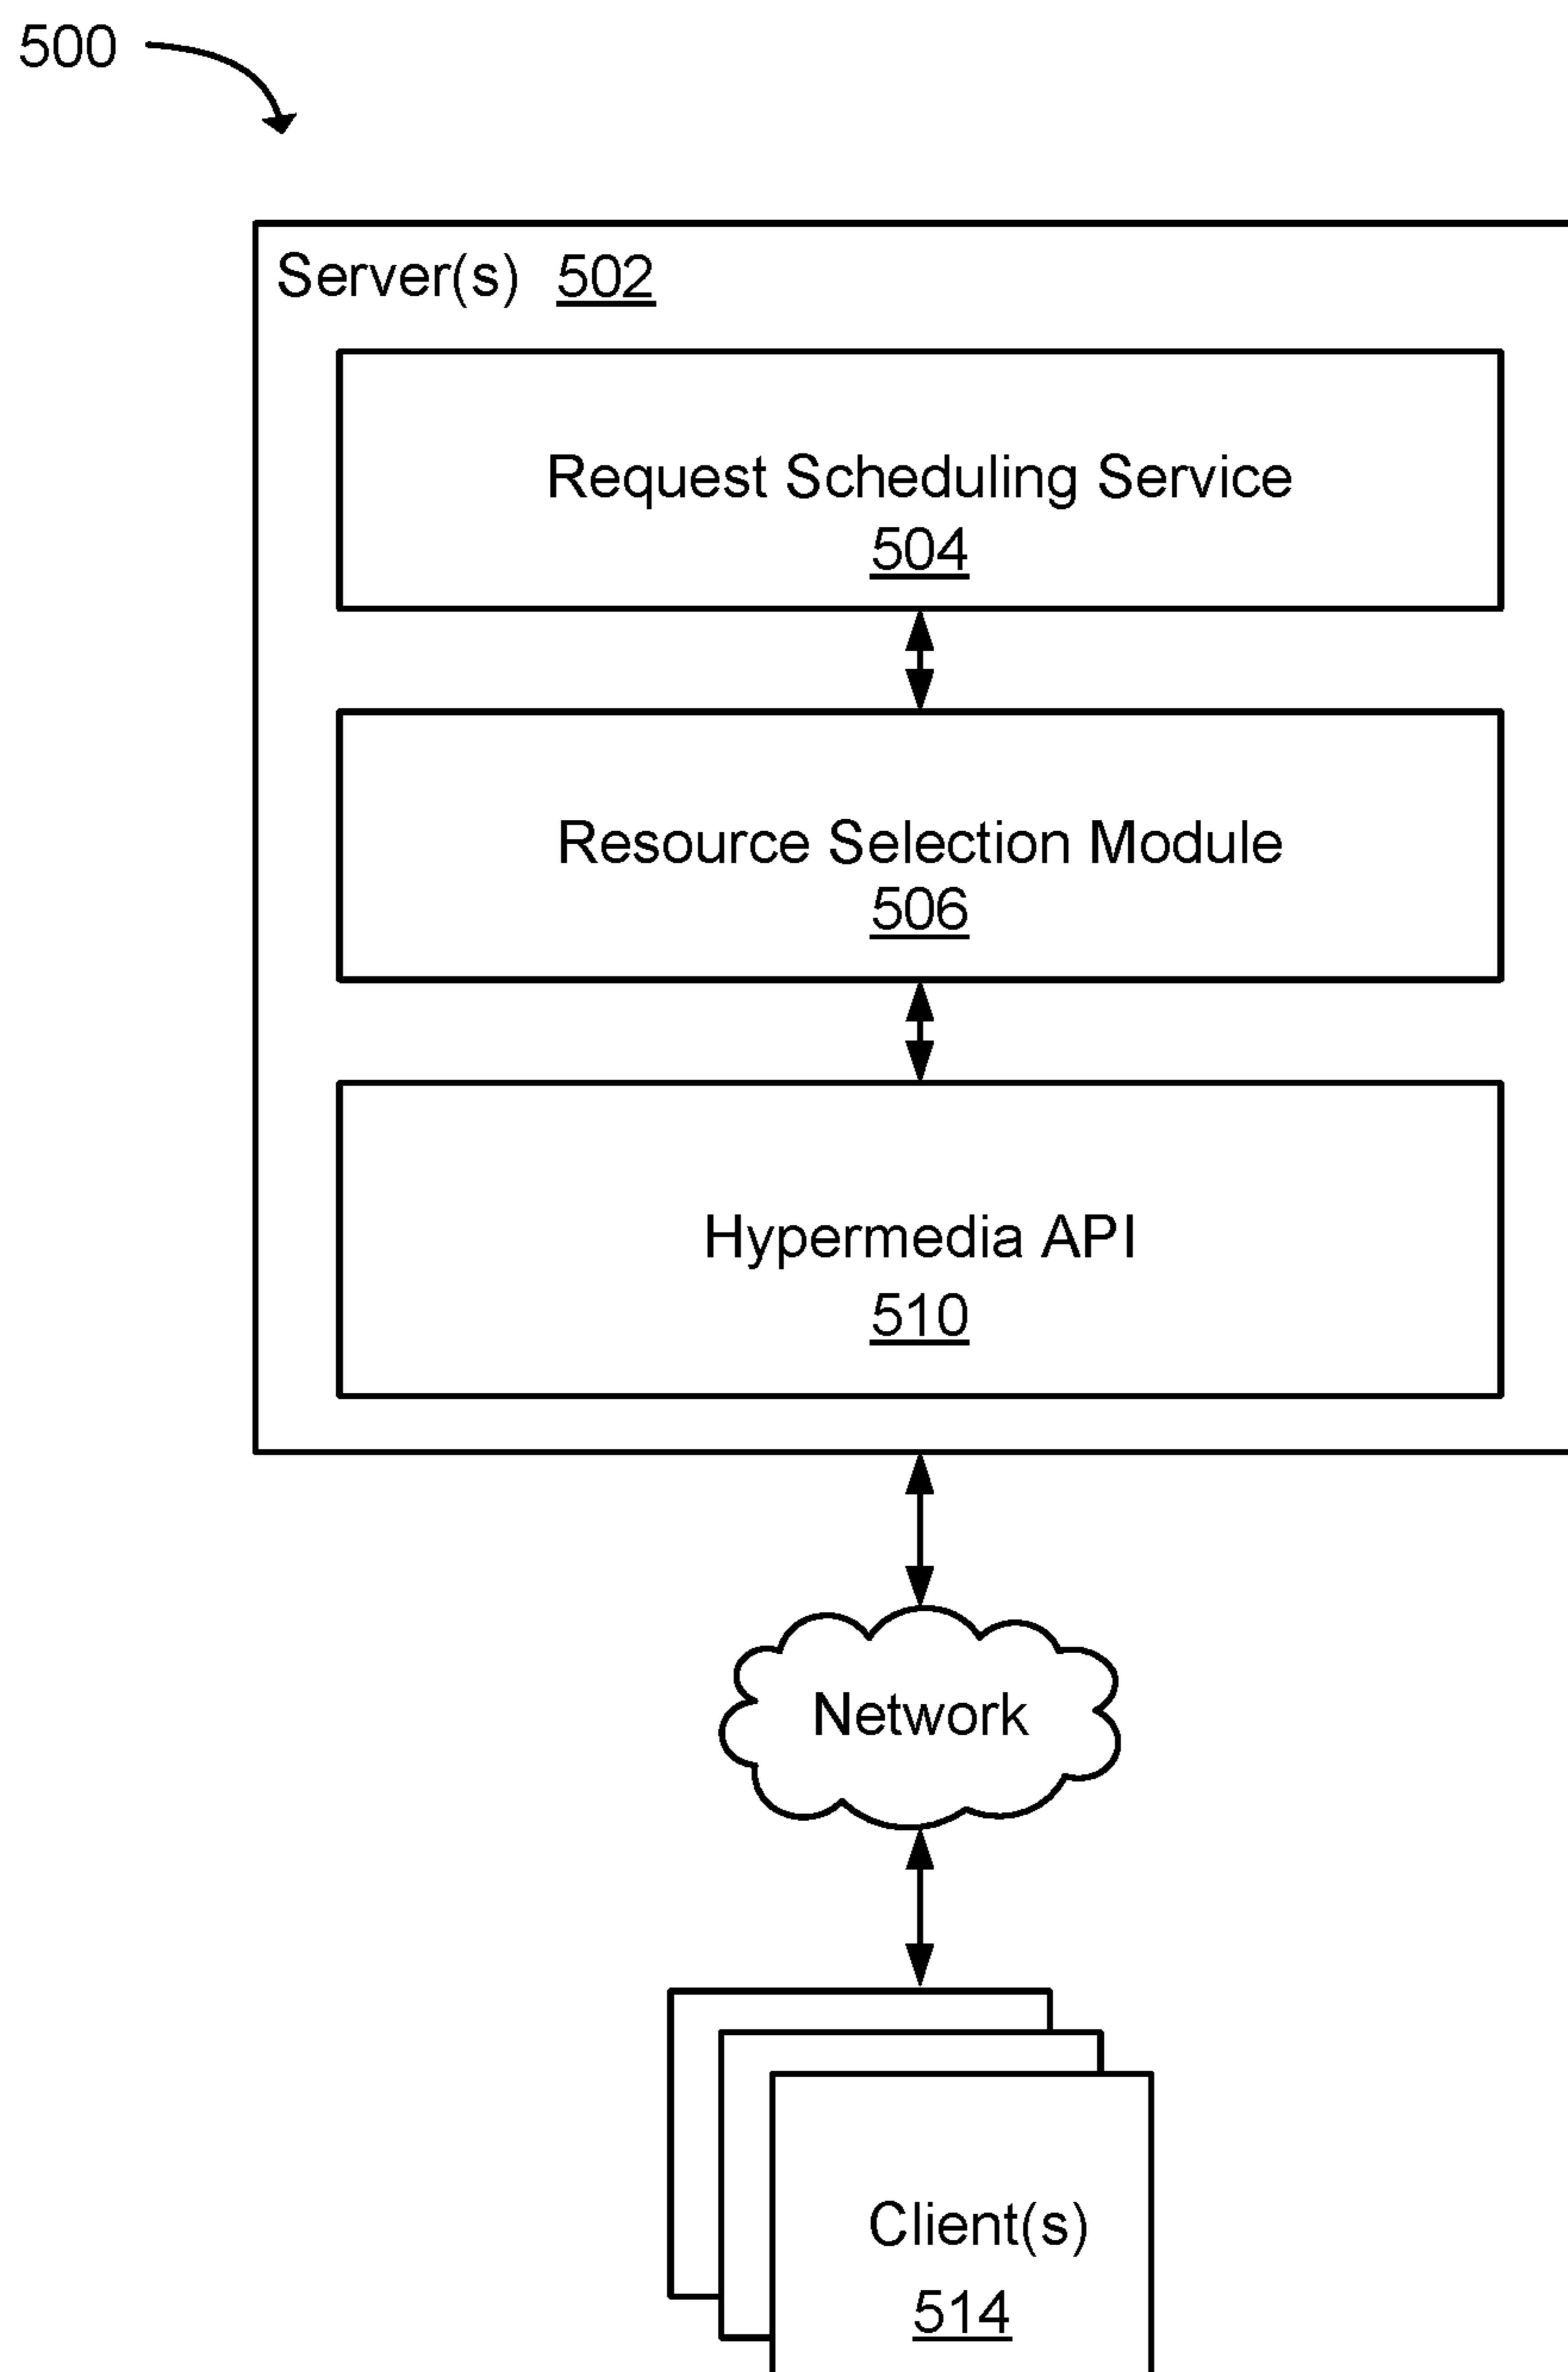 500
Server(s) 502
Request Scheduling Service
504
Resource Selection Module
506
Hypermedia API
510
Network
Client(s)
514